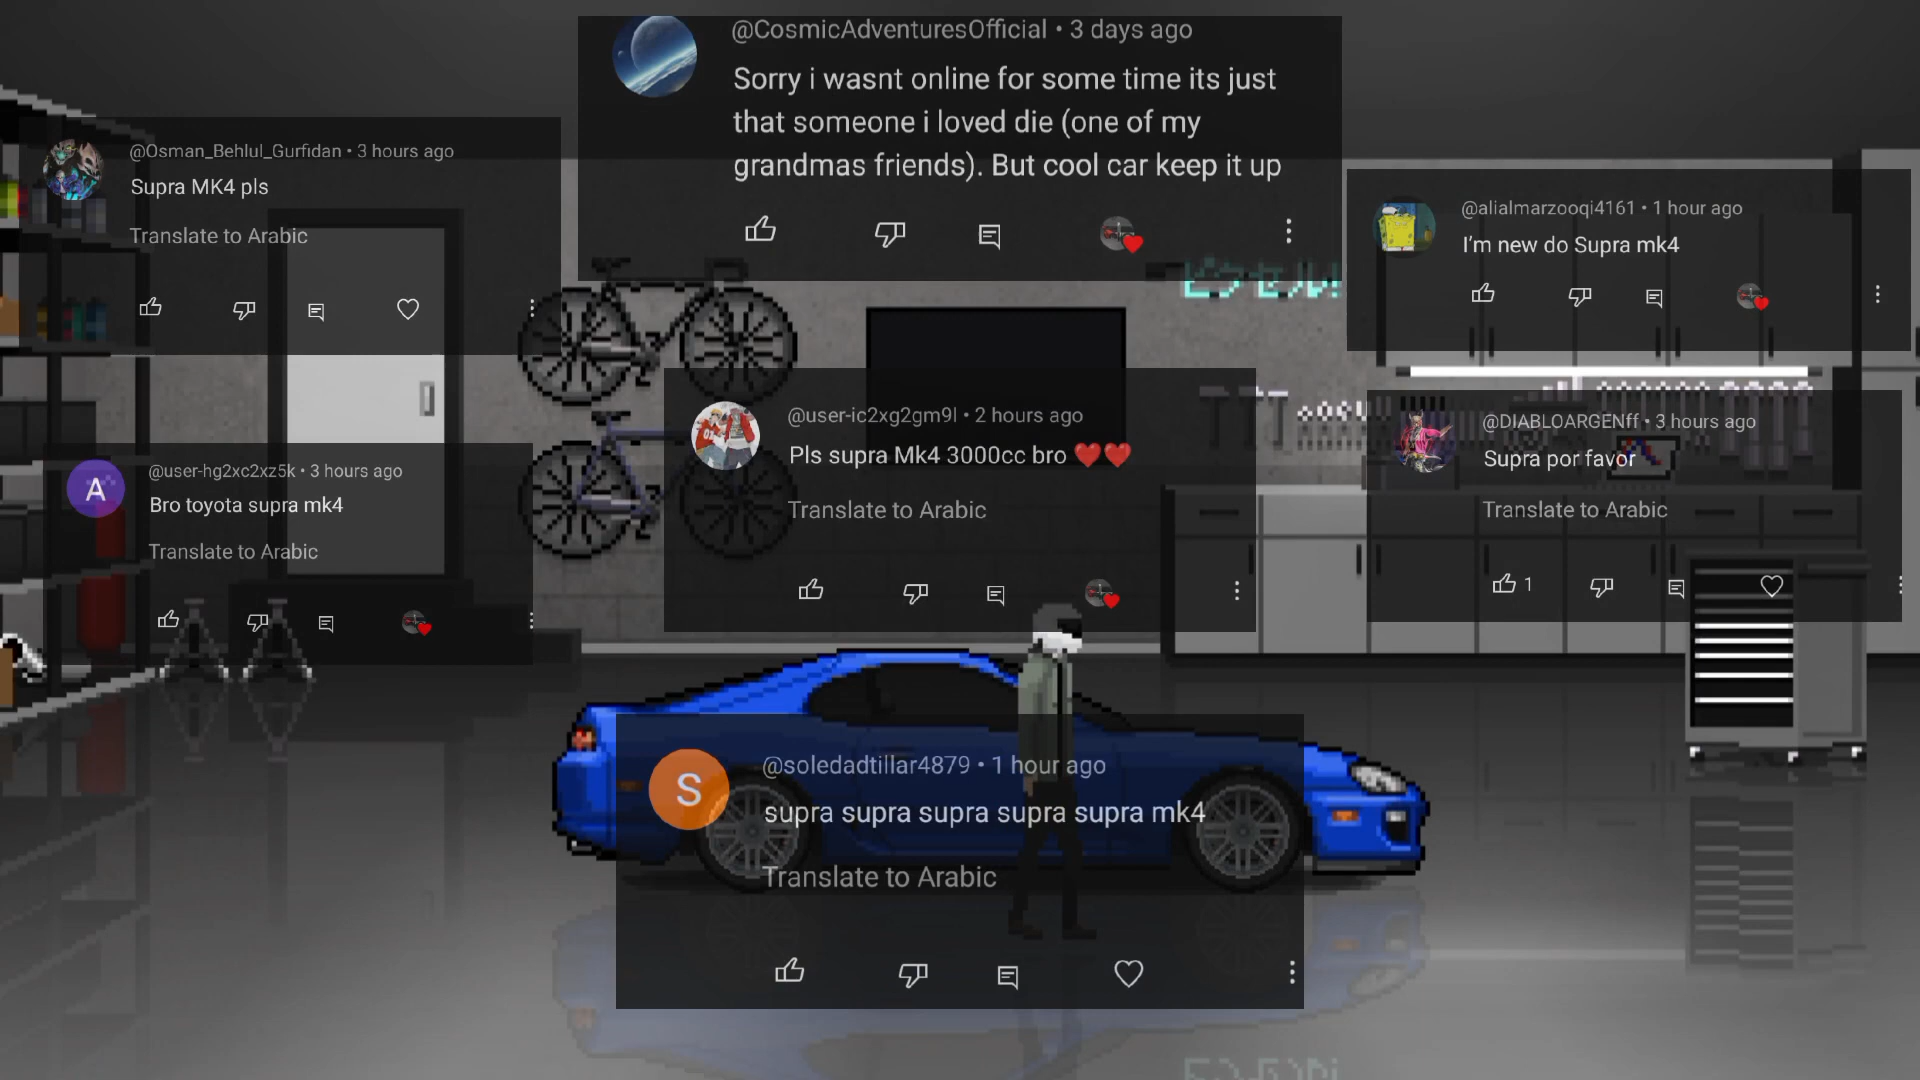 @CosmicAdventuresOfficial • 3 days ago
Sorry i wasnt online for some time its just
that someone i loved die (one of my
grandmas friends). But cool car keep it up
@Osman_Behlul_Gurfidan • 3 hours ago
Supra MK4 pls
Translate to Arabic
@alialmarzooqi4161 • 1 hour ago
I'm new do Supra mk4
ピクセル!
@user-hg2xc2xz5k • 3 hours ago
A
Bro toyota supra mk4
Translate to Arabic
@user-ic2xg2gm9l • 2 hours ago
Pls supra Mk4 3000cc bro ❤️❤️
Translate to Arabic
@DIABLOARGENff • 3 hours ago
Supra por favor
Translate to Arabic
1
@soledadtillar4879 • 1 hour ago
S
supra supra supra supra supra mk4
Translate to Arabic